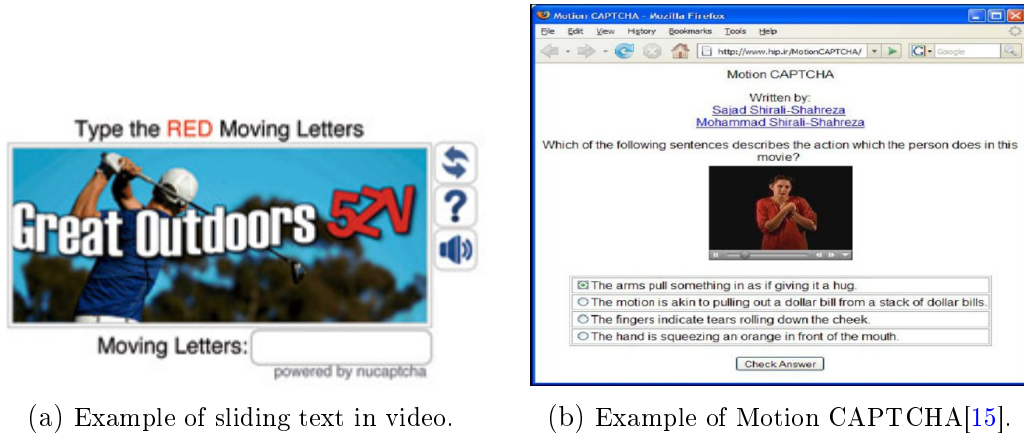 Type the RED Moving Letters
Great Outdoors 5ZV
?
Moving Letters:
powered by nucaptcha
(a) Example of sliding text in video.
Motion CAPTCHA - Mozilla Firefox
File Edit View History Bookmarks Tools Help
http://www.hip.ir/MotionCAPTCHA/
G Google
Motion CAPTCHA
Written by:
Sajad Shirali-Shahreza
Mohammad Shirali-Shahreza
Which of the following sentences describes the action which the person does in this
movie?
The arms pull something in as if giving it a hug.
The motion is akin to pulling out a dollar bill from a stack of dollar bills.
The fingers indicate tears rolling down the cheek.
The hand is squeezing an orange in front of the mouth.
Check Answer
(b) Example of Motion CAPTCHA[15].